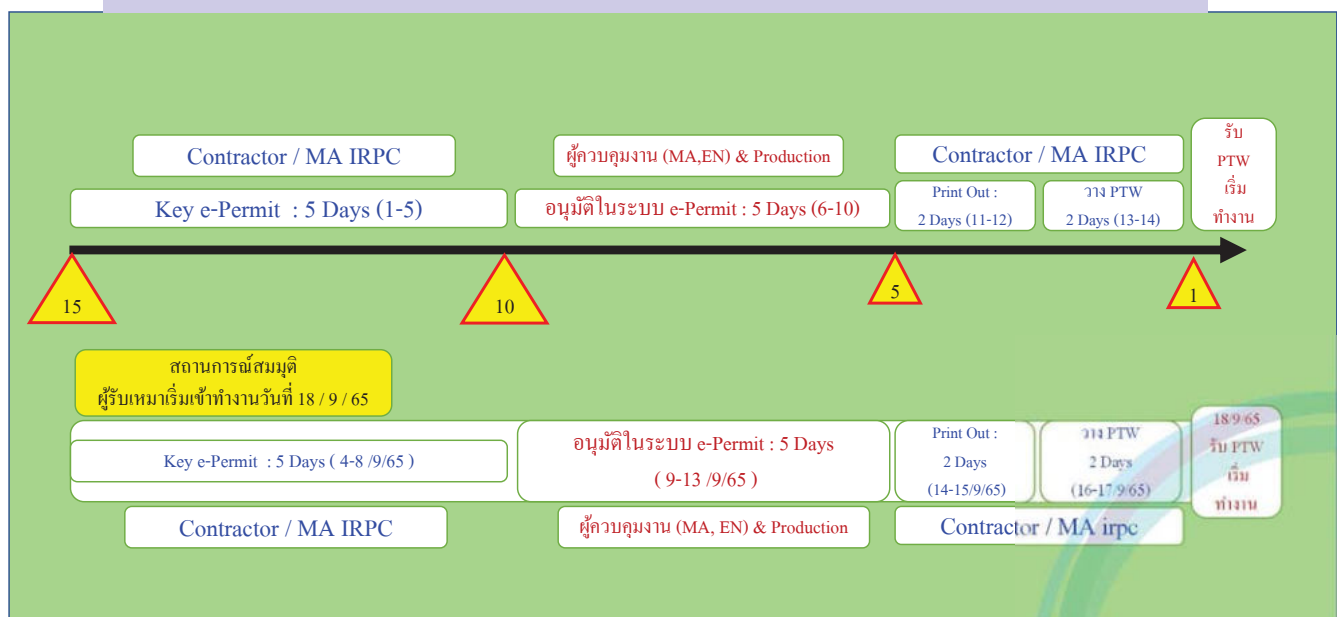 Contractor / MA IRPC
ผู้ควบคุมงาน (MA,EN) & Production
Contractor / MA IRPC
รับ
PTW
เริ่ม
ทำงาน
Key e-Permit : 5 Days (1-5)
อนุมัติในระบบ e-Permit : 5 Days (6-10)
Print Out :
2 Days (11-12)
วาง PTW
2 Days (13-14)
15
10
5
1
สถานการณ์สมมุติ
ผู้รับเหมาเริ่มเข้าทำงานวันที่ 18 / 9 / 65
Key e-Permit : 5 Days ( 4-8 /9/65 )
อนุมัติในระบบ e-Permit : 5 Days
( 9-13 /9/65 )
Print Out :
2 Days
(14-15/9/65)
วาง PTW
2 Days
(16-17/9/65)
18/9/65
รับ PTW
เริ่ม
ทำงาน
Contractor / MA IRPC
ผู้ควบคุมงาน (MA, EN) & Production
Contractor / MA irpc